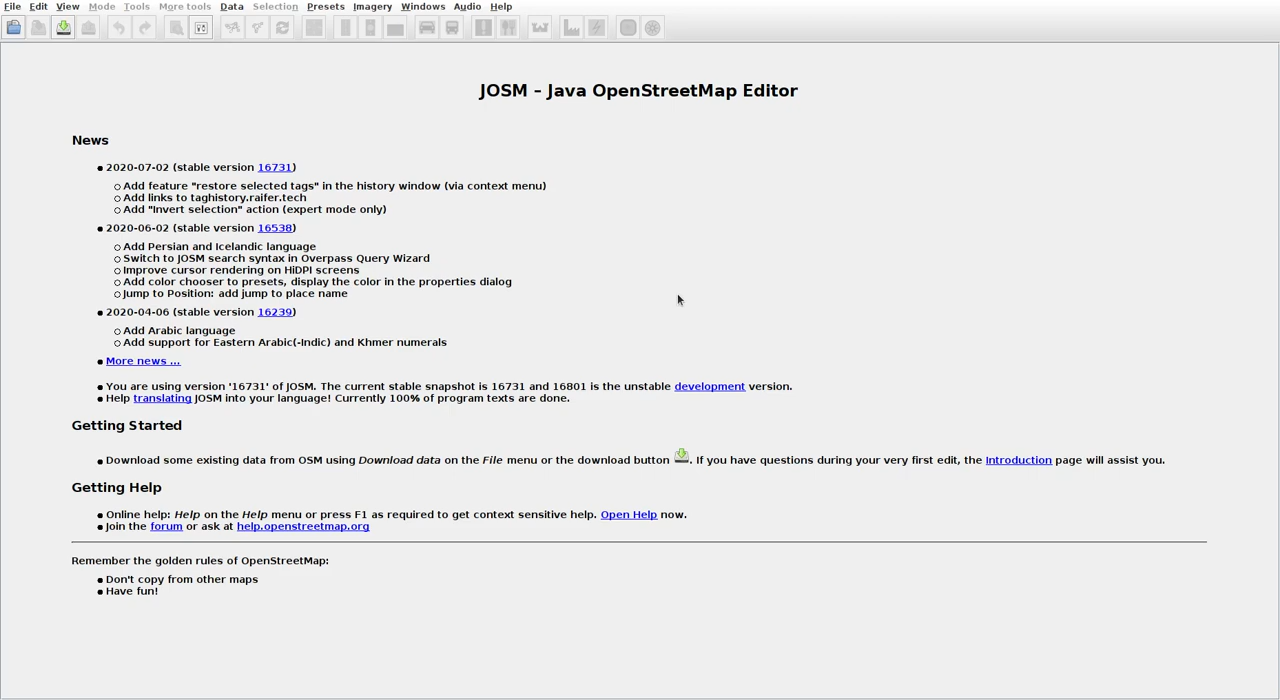 File Edit View Mode Tools More tools Data Selection Presets Imagery Windows Audio Help
JOSM – Java OpenStreetMap Editor
News
2020-07-02 (stable version 16731)
Add feature "restore selected tags" in the history window (via context menu)
Add links to taghistory.raifer.tech
Add "Invert selection" action (expert mode only)
2020-06-02 (stable version 16538)
Add Persian and Icelandic language
Switch to JOSM search syntax in Overpass Query Wizard
Improve cursor rendering on HiDPI screens
Add color chooser to presets, display the color in the properties dialog
Jump to Position: add jump to place name
2020-04-06 (stable version 16239)
Add Arabic language
Add support for Eastern Arabic(-Indic) and Khmer numerals
More news ...
You are using version '16731' of JOSM. The current stable snapshot is 16731 and 16801 is the unstable development version.
Help translating JOSM into your language! Currently 100% of program texts are done.
Getting Started
Download some existing data from OSM using Download data on the File menu or the download button . If you have questions during your very first edit, the Introduction page will assist you.
Getting Help
Online help: Help on the Help menu or press F1 as required to get context sensitive help. Open Help now.
Join the forum or ask at help.openstreetmap.org
Remember the golden rules of OpenStreetMap:
Don't copy from other maps
Have fun!